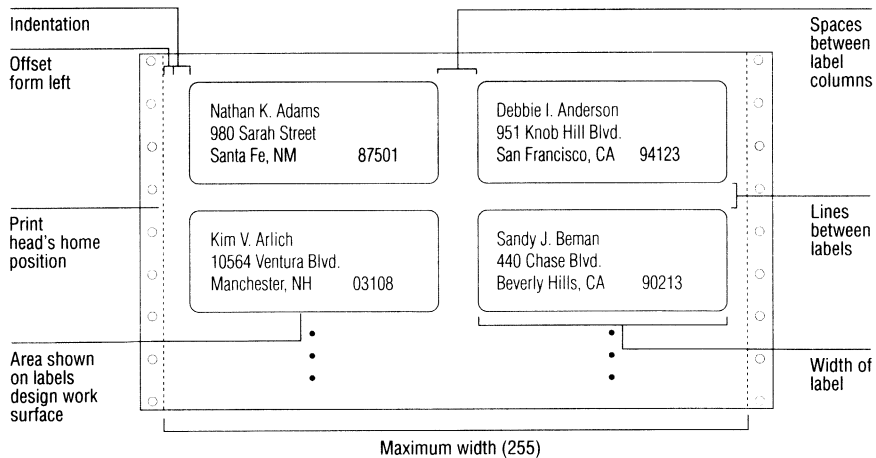 Indentation
Offset
form left
Spaces
between
label
columns
Nathan K. Adams
980 Sarah Street
Santa Fe, NM 87501
Debbie I. Anderson
951 Knob Hill Blvd.
San Francisco, CA 94123
Print
head's home
position
Kim V. Arlich
10564 Ventura Blvd.
Manchester, NH 03108
Sandy J. Beman
440 Chase Blvd.
Beverly Hills, CA 90213
Lines
between
labels
Area shown
on labels
design work
surface
Width of
label
Maximum width (255)